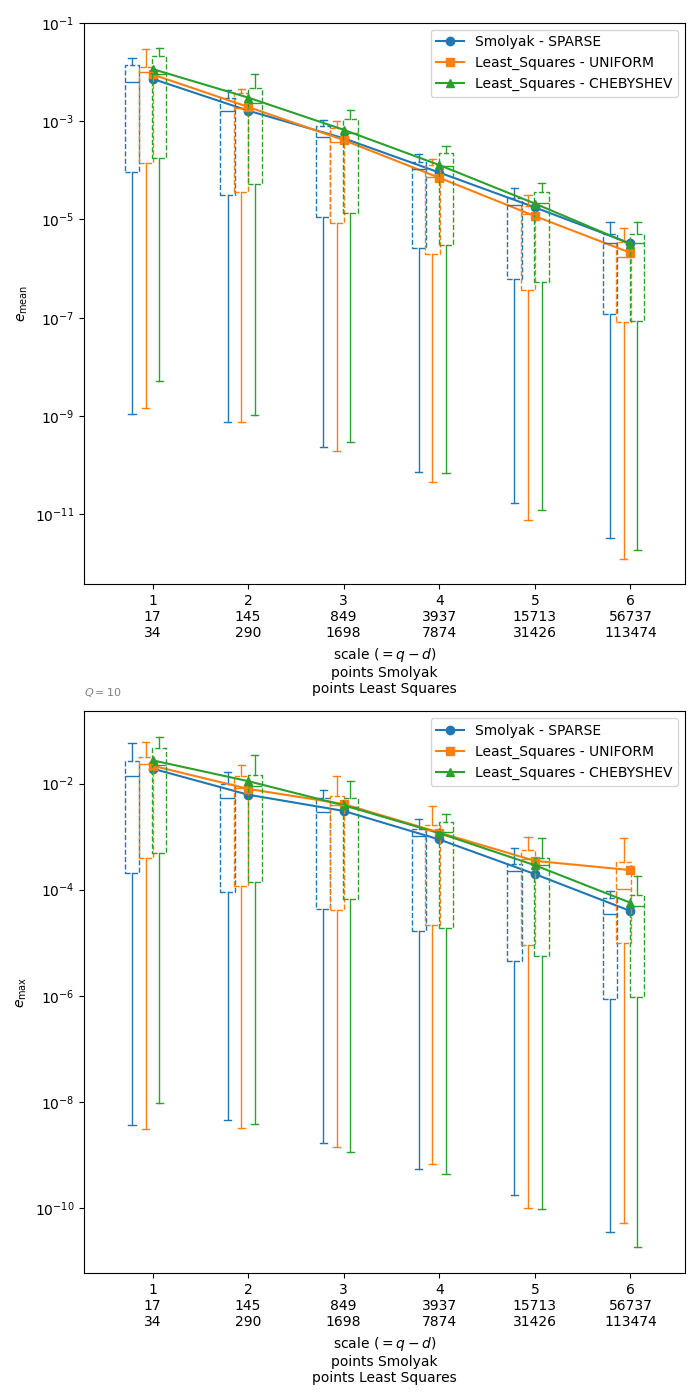 10⁻¹
10⁻³
10⁻⁵
10⁻⁷
10⁻⁹
10⁻¹¹
e_mean
Smolyak - SPARSE
Least_Squares - UNIFORM
Least_Squares - CHEBYSHEV
1 2 3 4 5 6
17 145 849 3937 15713 56737
34 290 1698 7874 31426 113474
scale (= q − d)
points Smolyak
points Least Squares
Q = 10
10⁻²
10⁻⁴
10⁻⁶
10⁻⁸
10⁻¹⁰
e_max
Smolyak - SPARSE
Least_Squares - UNIFORM
Least_Squares - CHEBYSHEV
1 2 3 4 5 6
17 145 849 3937 15713 56737
34 290 1698 7874 31426 113474
scale (= q − d)
points Smolyak
points Least Squares